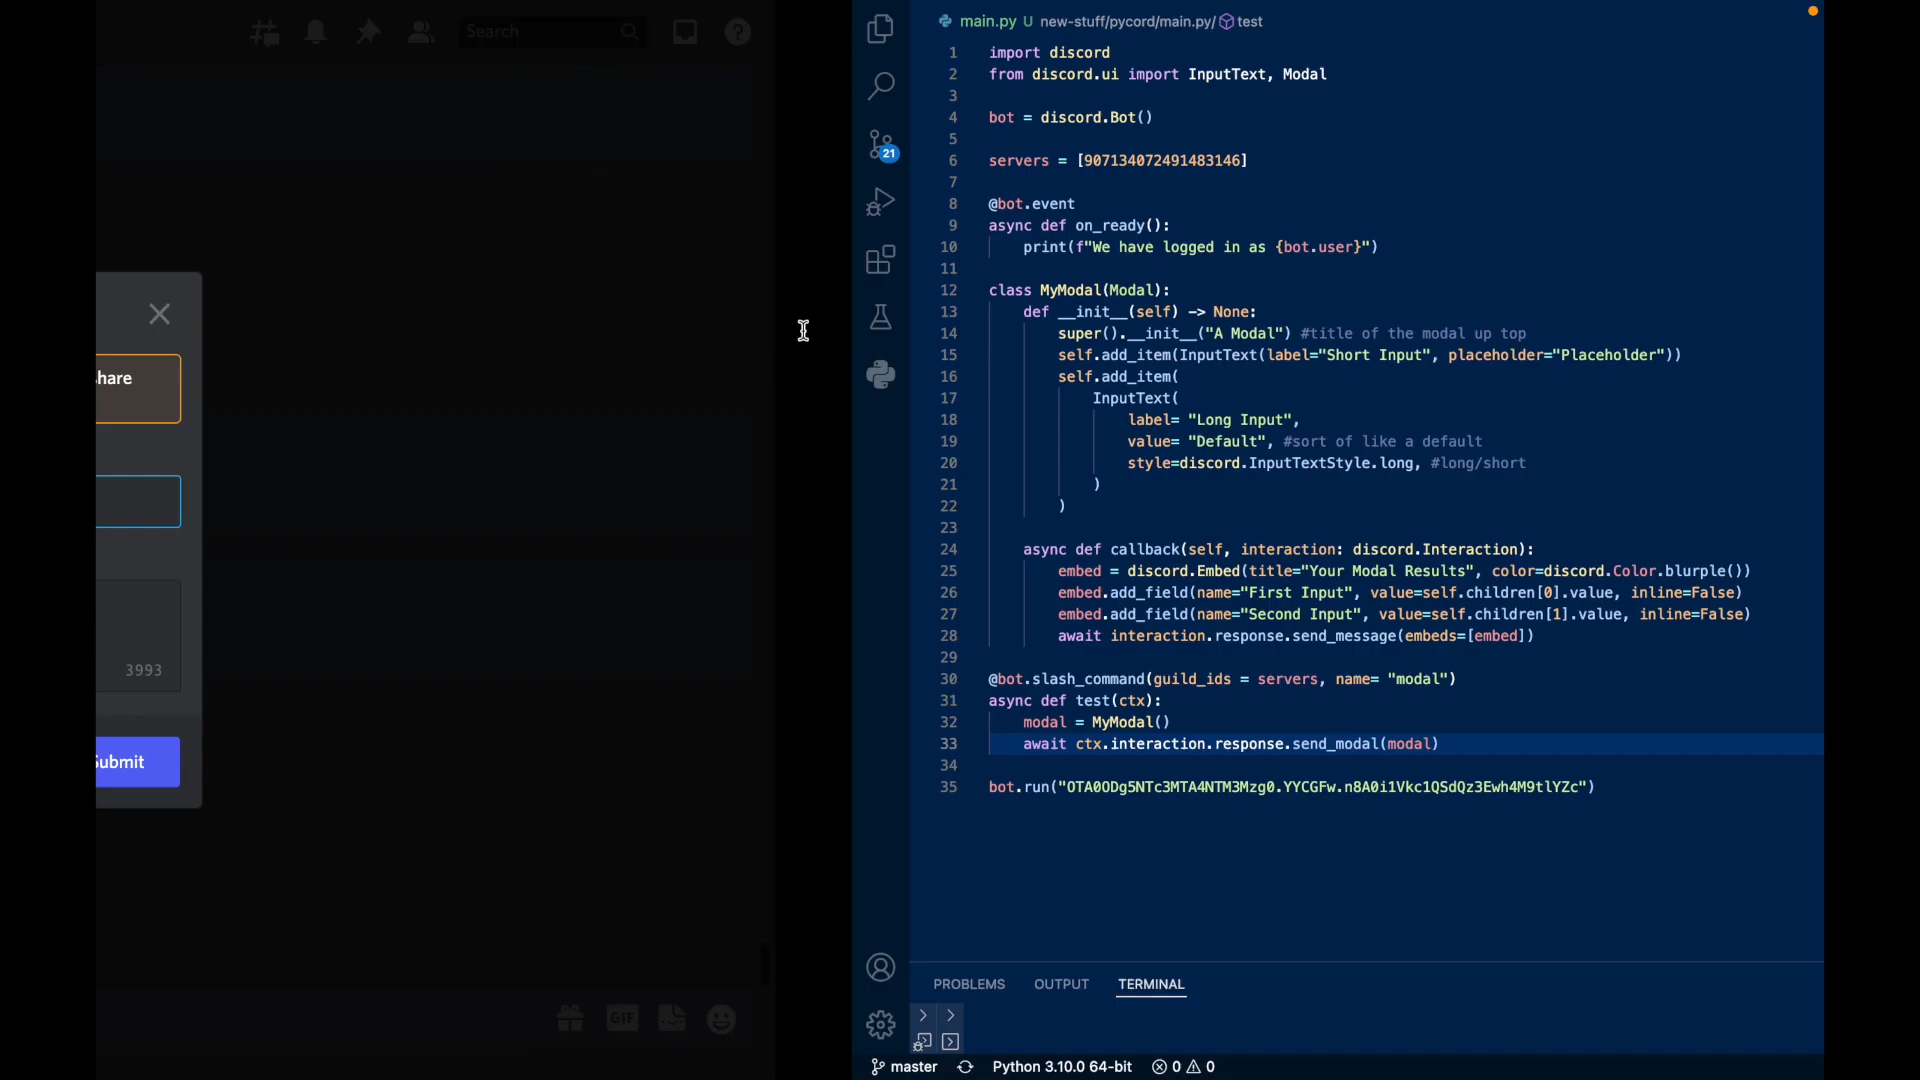 Search
hare
3993
Submit
21
main.py U new-stuff/pycord/main.py/ test
1 import discord
2 from discord.ui import InputText, Modal
3
4 bot = discord.Bot()
5
6 servers = [907134072491483146]
7
8 @bot.event
9 async def on_ready():
10 print(f"We have logged in as {bot.user}")
11
12 class MyModal(Modal):
13 def __init__(self) -> None:
14 super().__init__("A Modal") #title of the modal up top
15 self.add_item(InputText(label="Short Input", placeholder="Placeholder"))
16 self.add_item(
17 InputText(
18 label= "Long Input",
19 value= "Default", #sort of like a default
20 style=discord.InputTextStyle.long, #long/short
21 )
22 )
23
24 async def callback(self, interaction: discord.Interaction):
25 embed = discord.Embed(title="Your Modal Results", color=discord.Color.blurple())
26 embed.add_field(name="First Input", value=self.children[0].value, inline=False)
27 embed.add_field(name="Second Input", value=self.children[1].value, inline=False)
28 await interaction.response.send_message(embeds=[embed])
29
30 @bot.slash_command(guild_ids = servers, name= "modal")
31 async def test(ctx):
32 modal = MyModal()
33 await ctx.interaction.response.send_modal(modal)
34
35 bot.run("OTA0ODg5NTc3MTA4NTM3Mzg0.YYCGFw.n8A0i1Vkc1QSdQz3Ewh4M9tlYZc")
PROBLEMS OUTPUT TERMINAL
GIF
master Python 3.10.0 64-bit 0 0